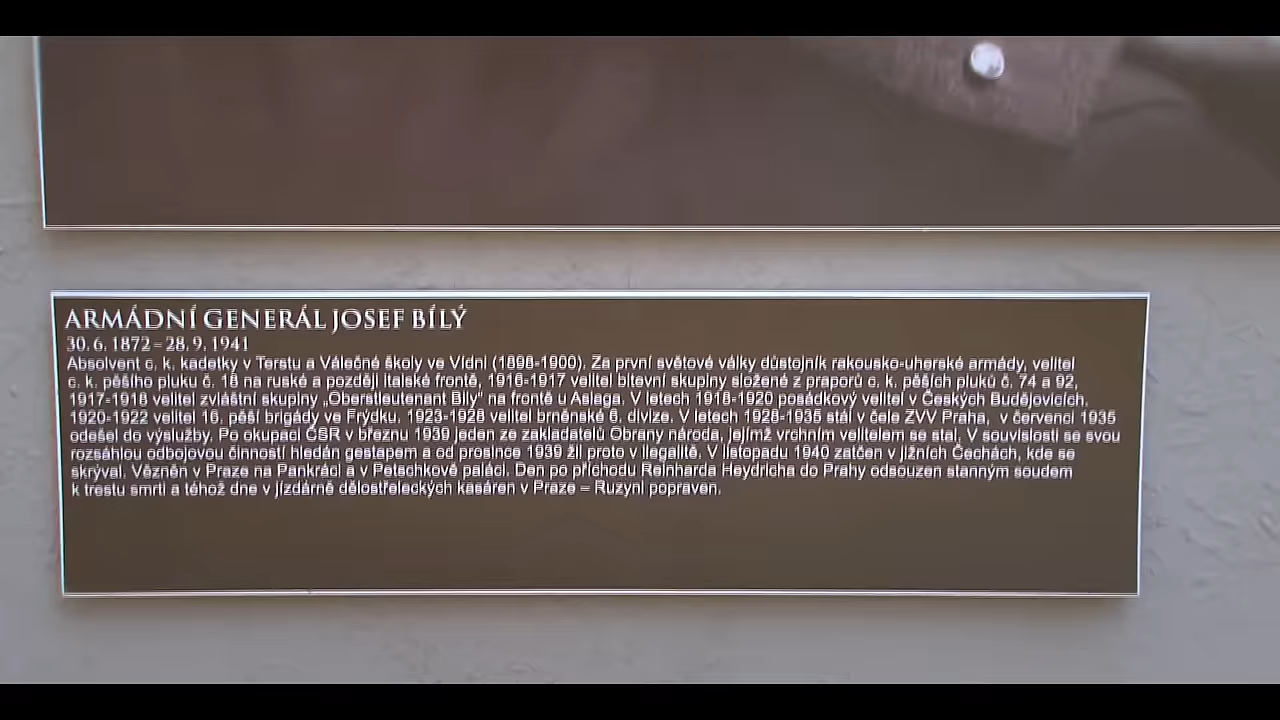 ARMÁDNÍ GENERÁL JOSEF BÍLÝ
30. 6. 1872 – 28. 9. 1941
Absolvent c. k. kadetky v Terstu a Válečné školy ve Vídni (1898-1900). Za první světové války důstojník rakousko-uherské armády, velitel
c. k. pěšího pluku č. 18 na ruské a později italské frontě, 1916-1917 velitel bitevní skupiny složené z praporů c. k. pěších pluků č. 74 a 92,
1917-1918 velitel zvláštní skupiny „Oberstleutenant Bílý“ na frontě u Asiaga. V letech 1918-1920 posádkový velitel v Českých Budějovicích,
1920-1922 velitel 16. pěší brigády ve Frýdku, 1923-1928 velitel brněnské 6. divize. V letech 1928-1935 stál v čele ZVV Praha, v červenci 1935
odešel do výslužby. Po okupaci ČSR v březnu 1939 jeden ze zakladatelů Obrany národa, jejímž vrchním velitelem se stal. V souvislosti se svou
rozsáhlou odbojovou činností hledán gestapem a od prosince 1939 žil proto v ilegalitě. V listopadu 1940 zatčen v jižních Čechách, kde se
skrýval. Vězněn v Praze na Pankráci a v Petschkově paláci. Den po příchodu Reinharda Heydricha do Prahy odsouzen stanným soudem
k trestu smrti a téhož dne v jízdárně dělostřeleckých kasáren v Praze – Ruzyni popraven.